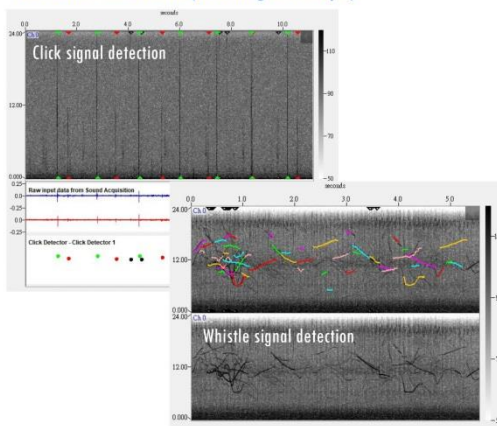 seconds
0.0 2.0 4.0 6.0 8.0 10.0
24.00
Ch 0
Click signal detection
12.00
0.000
-110
-90
-70
-50
0.25
0.0
-0.25
Raw input data from Sound Acquisition
0.0
-0.25
Click Detector - Click Detector 1
seconds
0.0 1.0 2.0 3.0 4.0 5.0
24.00
Ch 0
12.00
0.000
24.00
Ch 0
Whistle signal detection
12.00
0.000